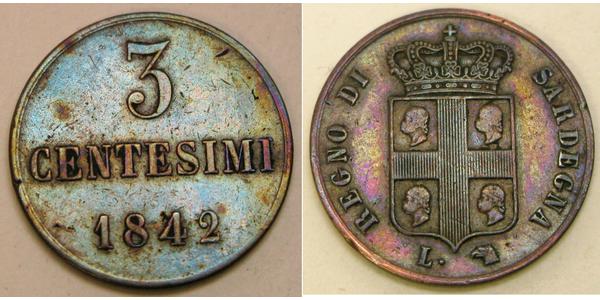 3
CENTESIMI
1842
REGNO DI SARDEGNA
L.